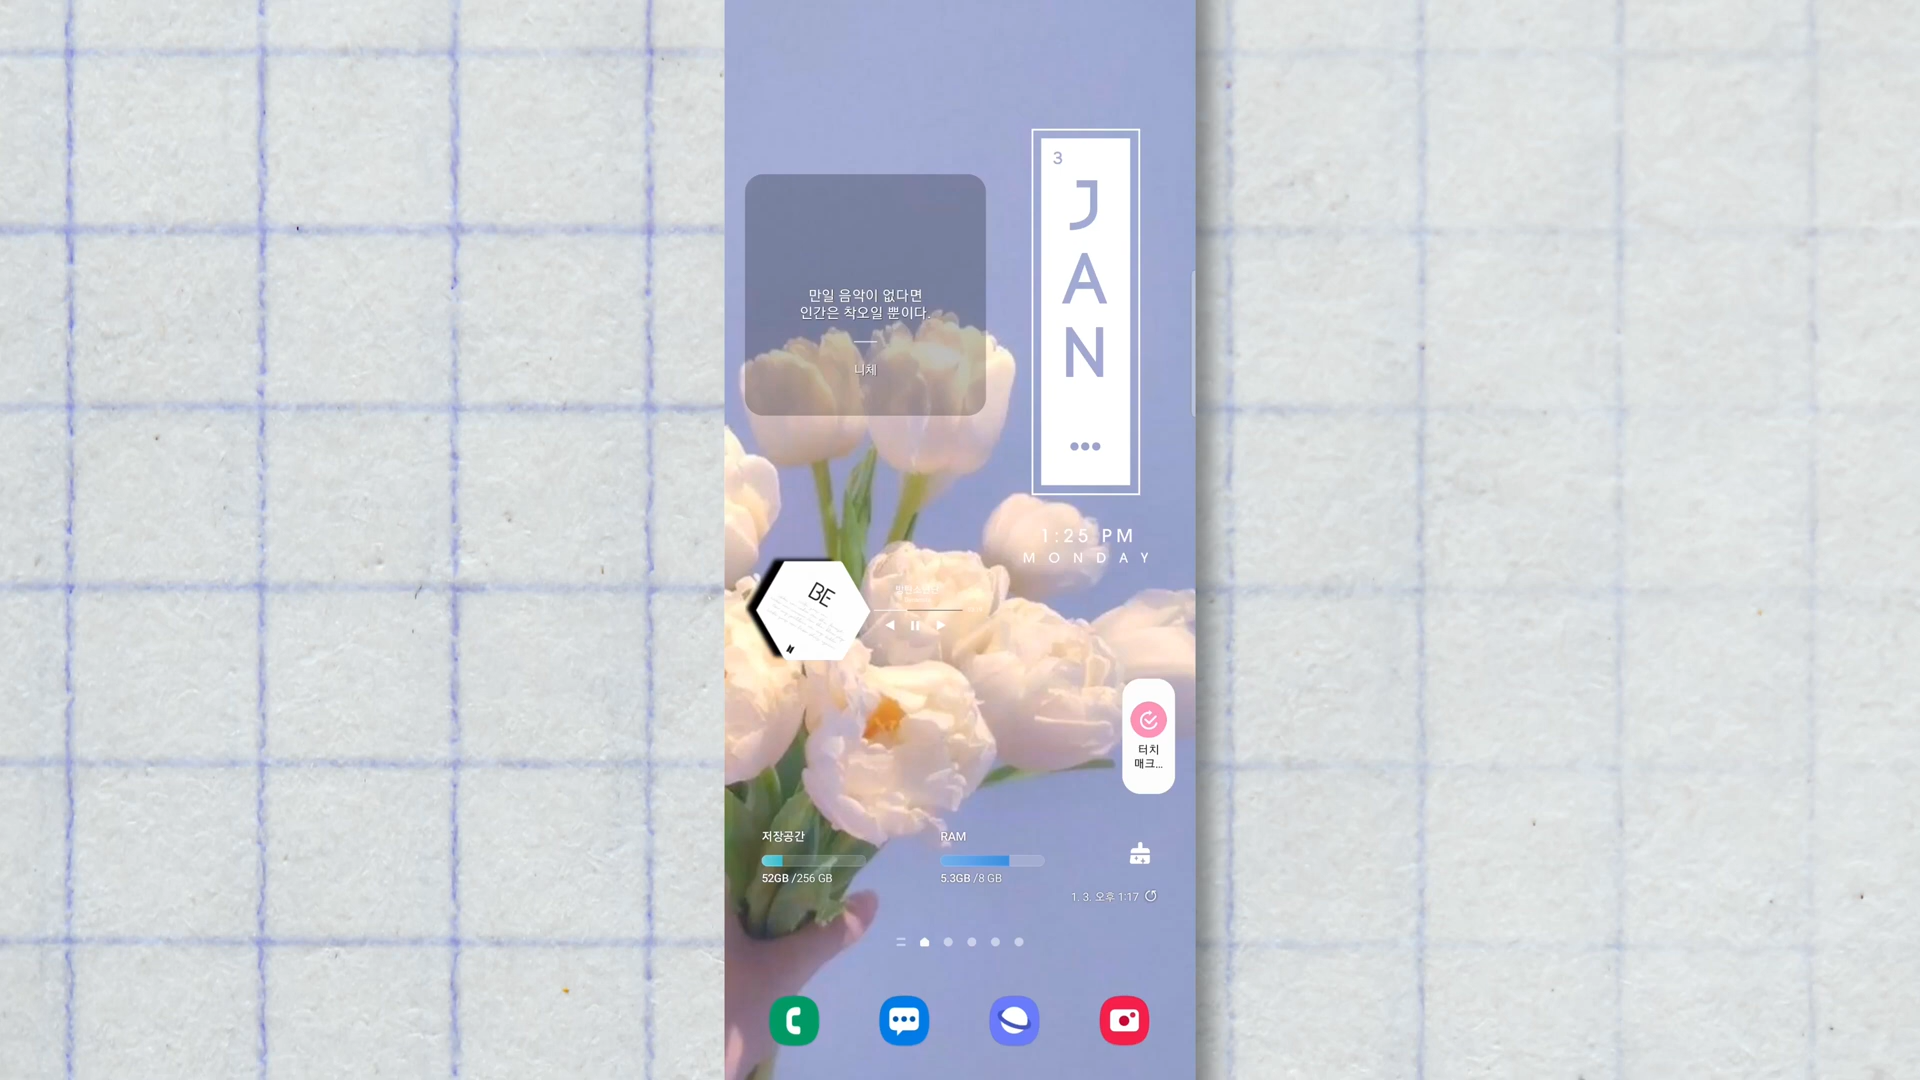 3
J
A
N
만일 음악이 없다면
인간은 착오일 뿐이다.
니체
1:25 PM
MONDAY
BE
터치
매크...
저장공간
52GB /256 GB
RAM
5.3GB /8 GB
1. 3. 오후 1:17